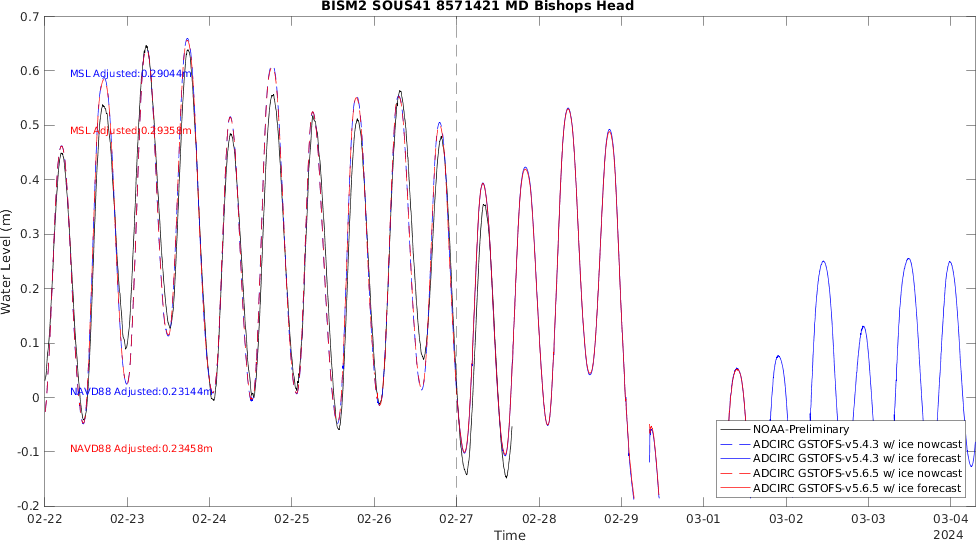 BISM2 SOUS41 8571421 MD Bishops Head
0.7
0.6
0.5
0.4
0.3
0.2
0.1
0
-0.1
-0.2
Water Level (m)
MSL Adjusted:0.29044m
MSL Adjusted:0.29358m
NAVD88 Adjusted:0.23144m
NAVD88 Adjusted:0.23458m
NOAA-Preliminary
ADCIRC GSTOFS-v5.4.3 w/ ice nowcast
ADCIRC GSTOFS-v5.4.3 w/ ice forecast
ADCIRC GSTOFS-v5.6.5 w/ ice nowcast
ADCIRC GSTOFS-v5.6.5 w/ ice forecast
02-22 02-23 02-24 02-25 02-26 02-27 02-28 02-29 03-01 03-02 03-03 03-04
2024
Time